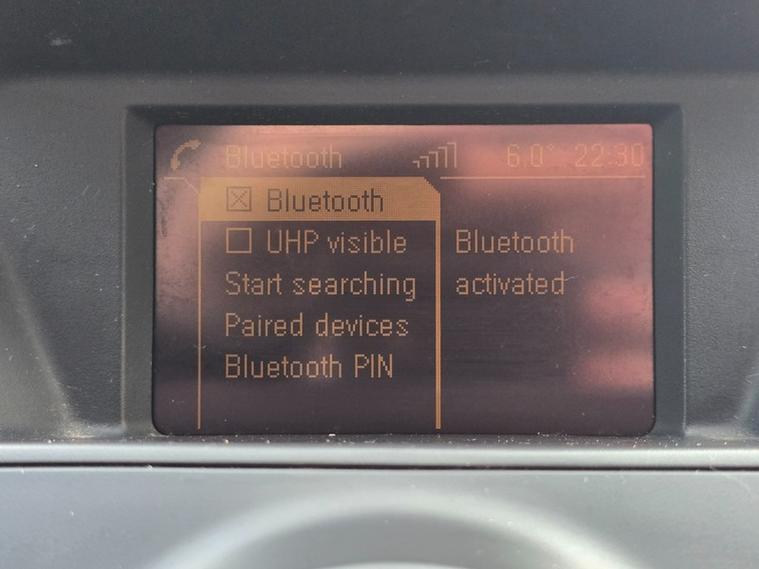 Bluetooth 6.0° 22:30
Bluetooth
UHP visible
Start searching
Paired devices
Bluetooth PIN
Bluetooth
activated